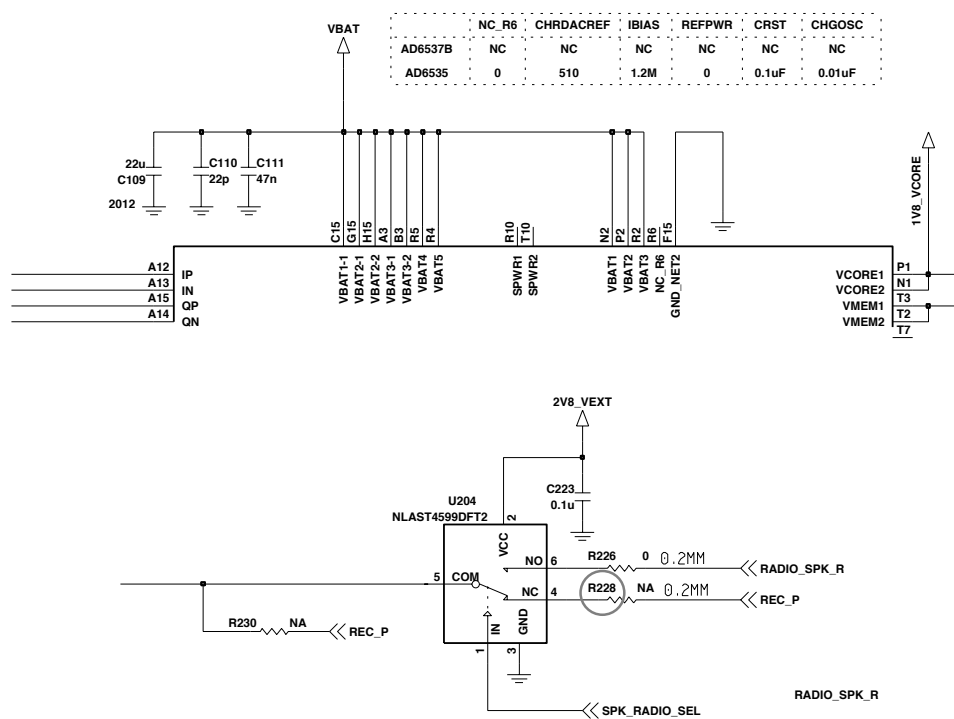 VBAT
NC_R6 CHRDACREF IBIAS REFPWR CRST CHGOSC
AD6537B NC NC NC NC NC NC
AD6535 0 510 1.2M 0 0.1uF 0.01uF
22u
C109
2012
C110
22p
C111
47n
1V8_VCORE
C15
G15
H15
A3
B3
R5
R4
R10
T10
N2
P2
R2
R6
F15
VBAT1-1
VBAT2-1
VBAT2-2
VBAT3-1
VBAT3-2
VBAT4
VBAT5
SPWR1
SPWR2
VBAT1
VBAT2
VBAT3
NC_R6
GND_NET2
A12 IP
A13 IN
A15 QP
A14 QN
VCORE1 P1
VCORE2 N1
VMEM1 T3
VMEM2 T2
T7
2V8_VEXT
C223
0.1u
U204
NLAST4599DFT2
2
VCC
5 COM
NO 6
NC 4
IN
GND
1
3
R226 0 0.2MM
RADIO_SPK_R
R228 NA 0.2MM
REC_P
R230 NA
REC_P
SPK_RADIO_SEL
RADIO_SPK_R